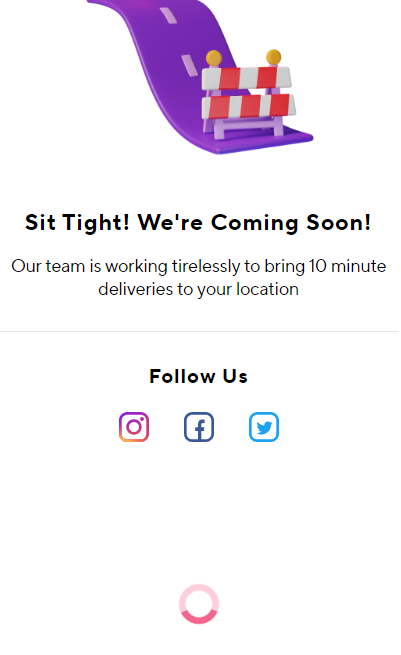 Sit Tight! We're Coming Soon!
Our team is working tirelessly to bring 10 minute
deliveries to your location
Follow Us